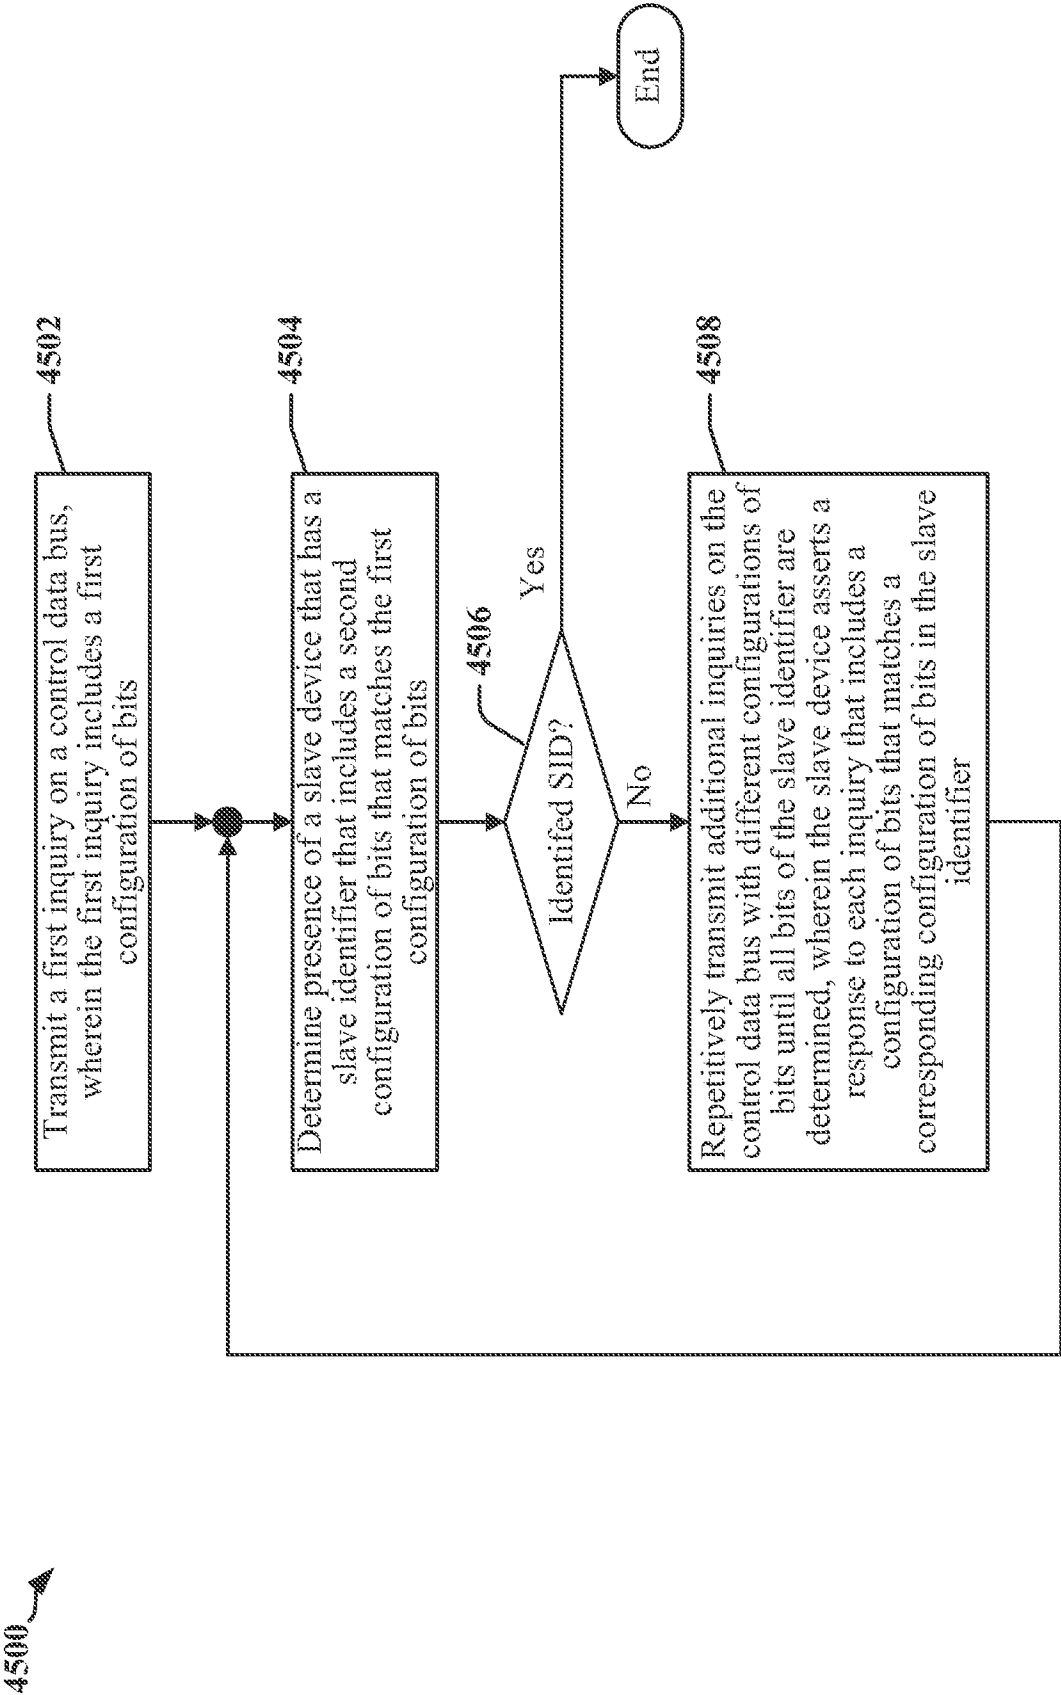 4500
Transmit a first inquiry on a control data bus,
wherein the first inquiry includes a first
configuration of bits
4502
Determine presence of a slave device that has a
slave identifier that includes a second
configuration of bits that matches the first
configuration of bits
4504
Identifed SID?
4506
Yes
End
No
Repetitively transmit additional inquiries on the
control data bus with different configurations of
bits until all bits of the slave identifier are
determined, wherein the slave device asserts a
response to each inquiry that includes a
configuration of bits that matches a
corresponding configuration of bits in the slave
identifier
4508